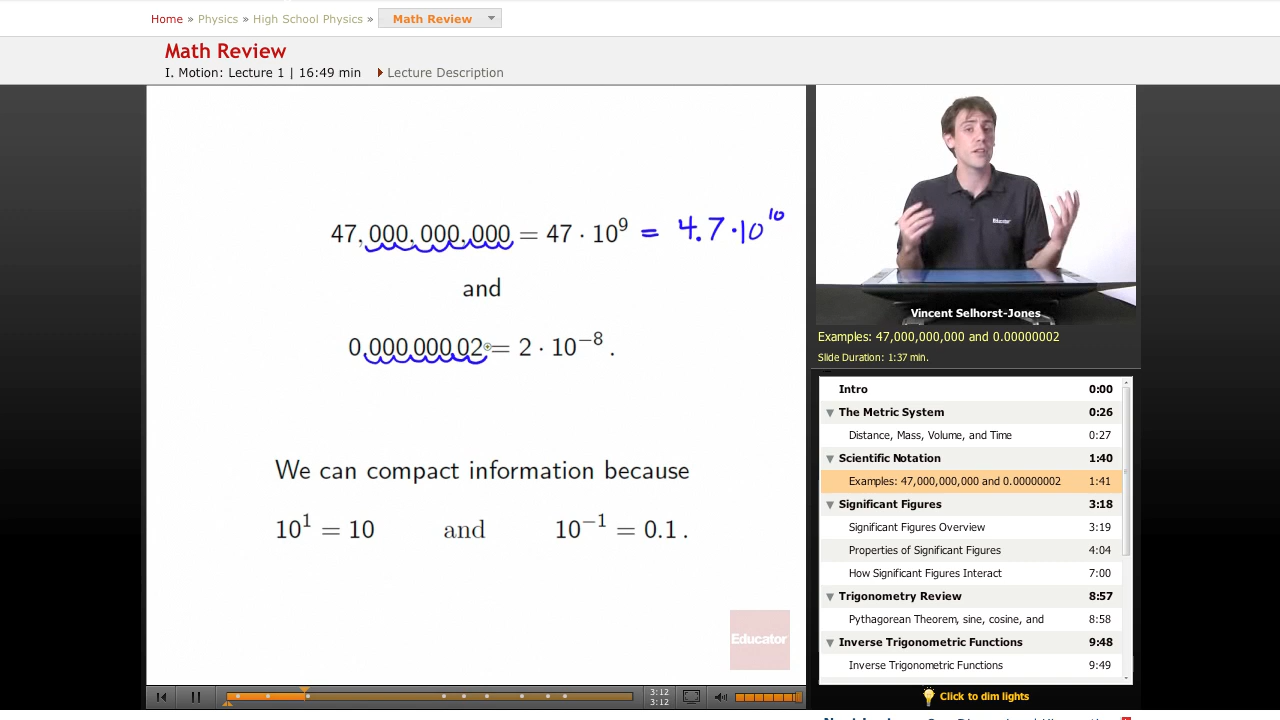 Home » Physics » High School Physics » Math Review
Math Review
I. Motion: Lecture 1 | 16:49 min Lecture Description
47,000,000,000 = 47 · 10⁹ = 4.7·10¹⁰
and
0.000 000 02 = 2 · 10⁻⁸ .
We can compact information because
10¹ = 10 and 10⁻¹ = 0.1 .
Educator
Educator
Vincent Selhorst-Jones
Examples: 47,000,000,000 and 0.00000002
Slide Duration: 1:37 min.
Intro 0:00
The Metric System 0:26
Distance, Mass, Volume, and Time 0:27
Scientific Notation 1:40
Examples: 47,000,000,000 and 0.00000002 1:41
Significant Figures 3:18
Significant Figures Overview 3:19
Properties of Significant Figures 4:04
How Significant Figures Interact 7:00
Trigonometry Review 8:57
Pythagorean Theorem, sine, cosine, and 8:58
Inverse Trigonometric Functions 9:48
Inverse Trigonometric Functions 9:49
3:12
3:12
Click to dim lights